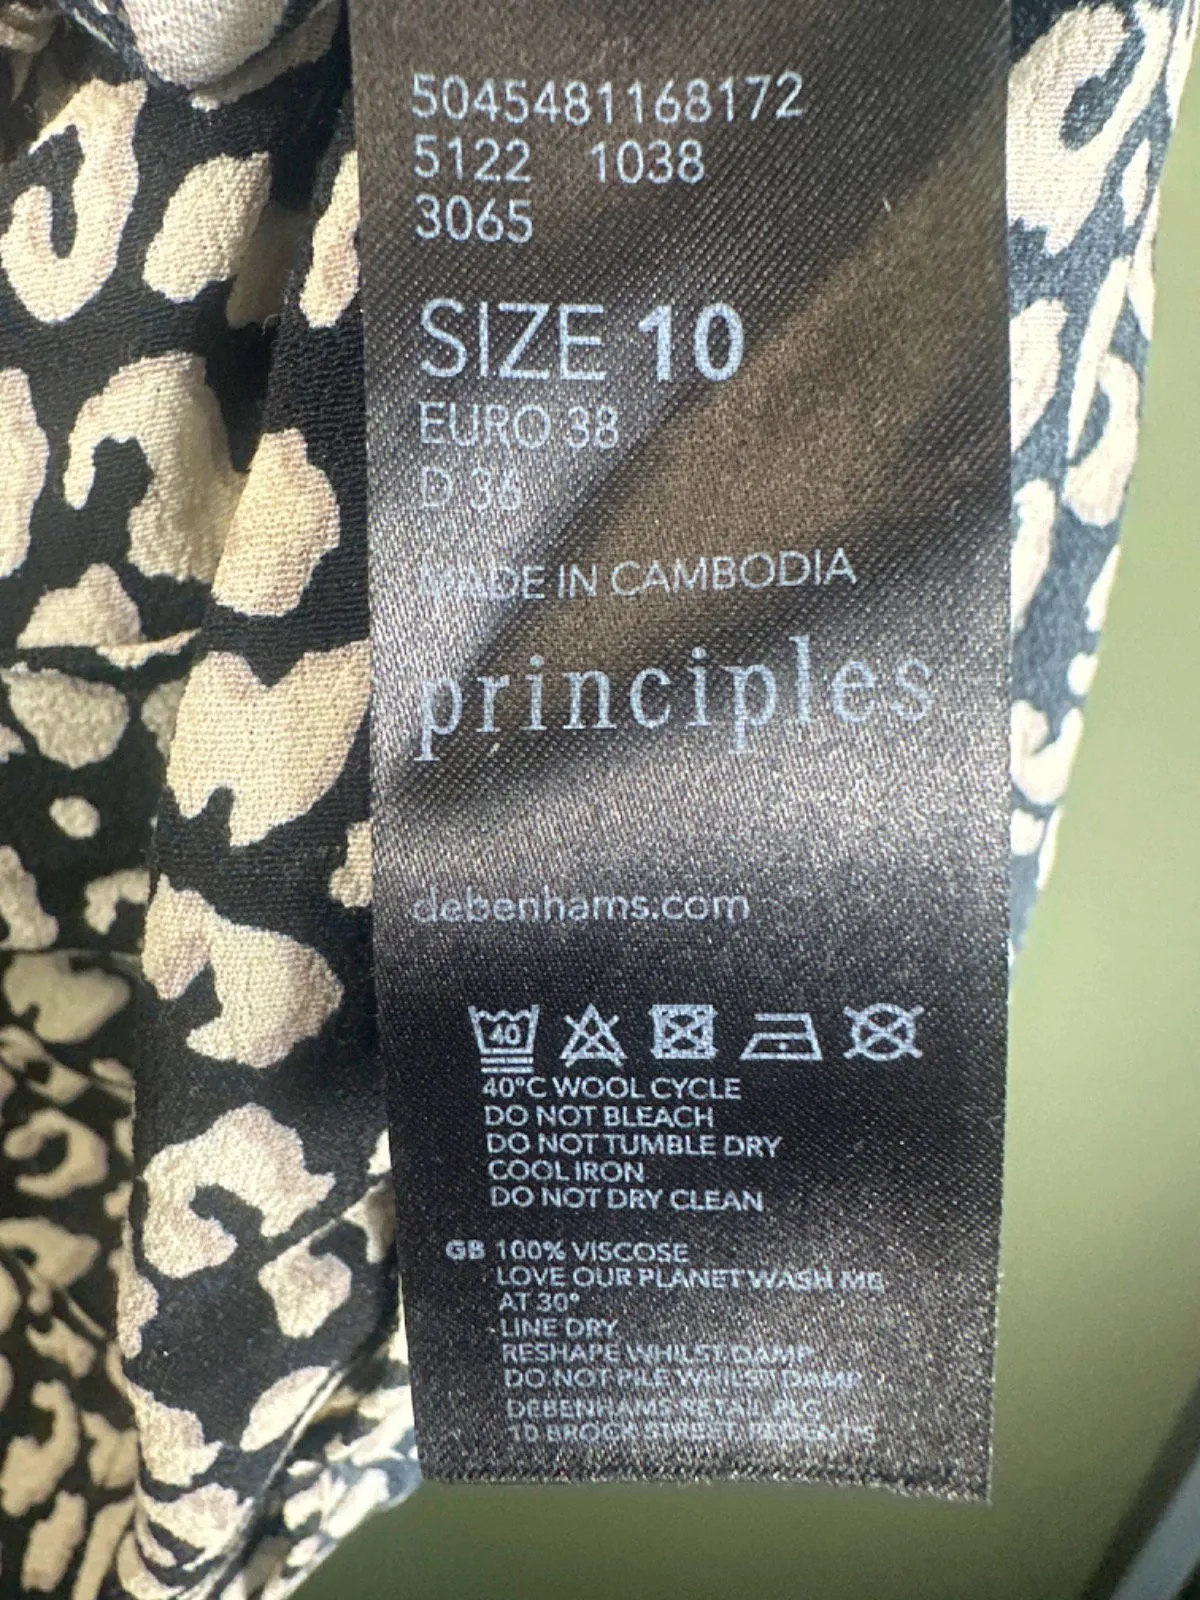 5045481168172
5122 1038
3065
SIZE 10
EURO 38
D 36
MADE IN CAMBODIA
principles
debenhams.com
40
40°C WOOL CYCLE
DO NOT BLEACH
DO NOT TUMBLE DRY
COOL IRON
DO NOT DRY CLEAN
GB 100% VISCOSE
LOVE OUR PLANET WASH ME
AT 30°
LINE DRY
RESHAPE WHILST DAMP
DO NOT PILE WHILST DAMP
DEBENHAMS RETAIL PLC
10 BROCK STREET REGENT'S